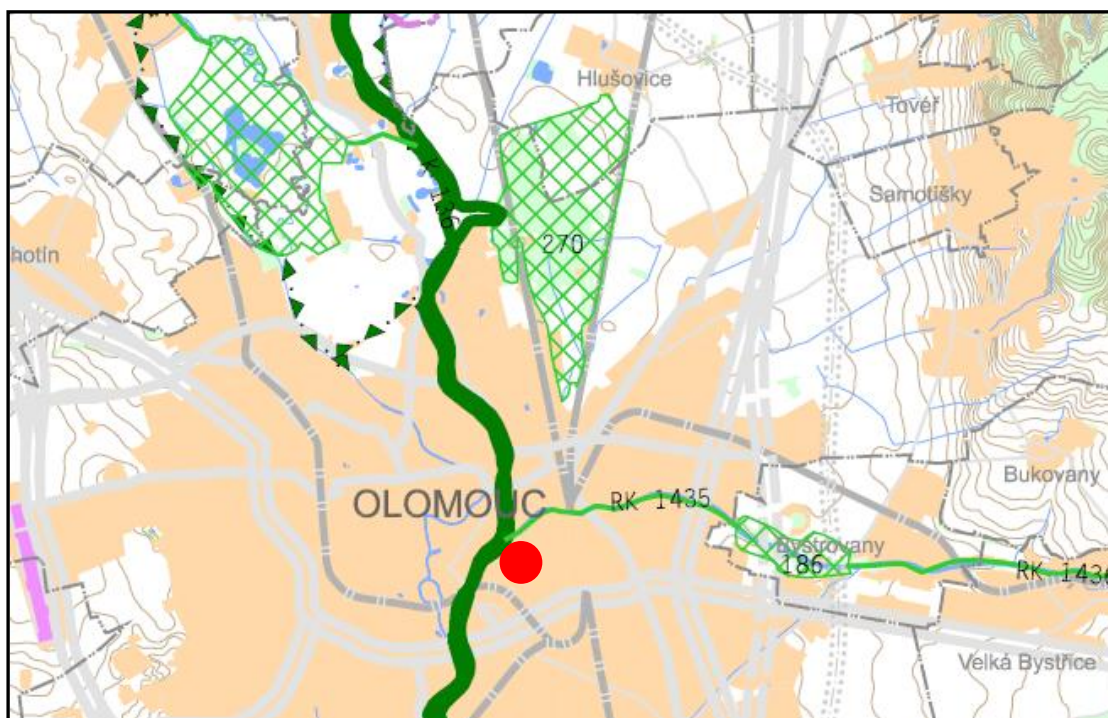 Hlušovice
Tovéř
Samotišky
hotín
270
OLOMOUC
RK 1435
Bukovany
Bystrovany
186
RK 1436
Velká Bystřice